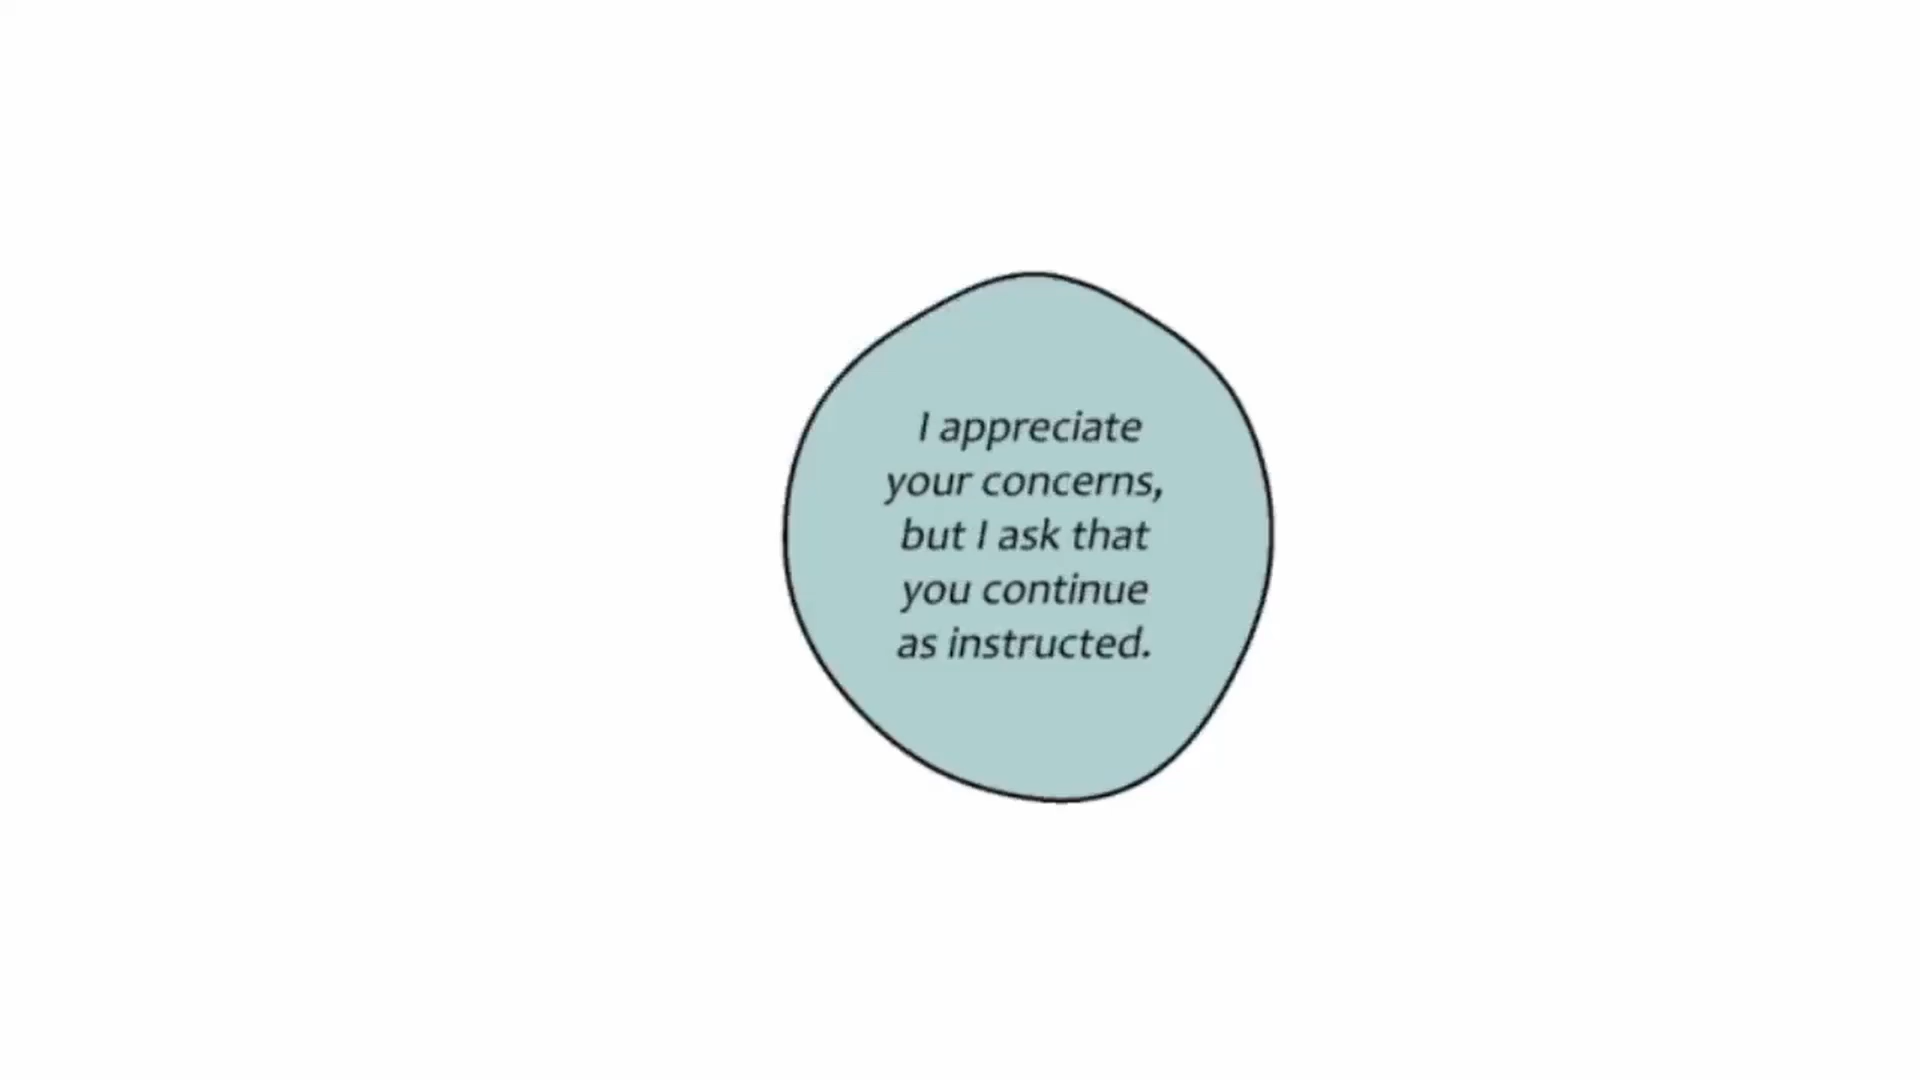 I appreciate
your concerns,
but I ask that
you continue
as instructed.